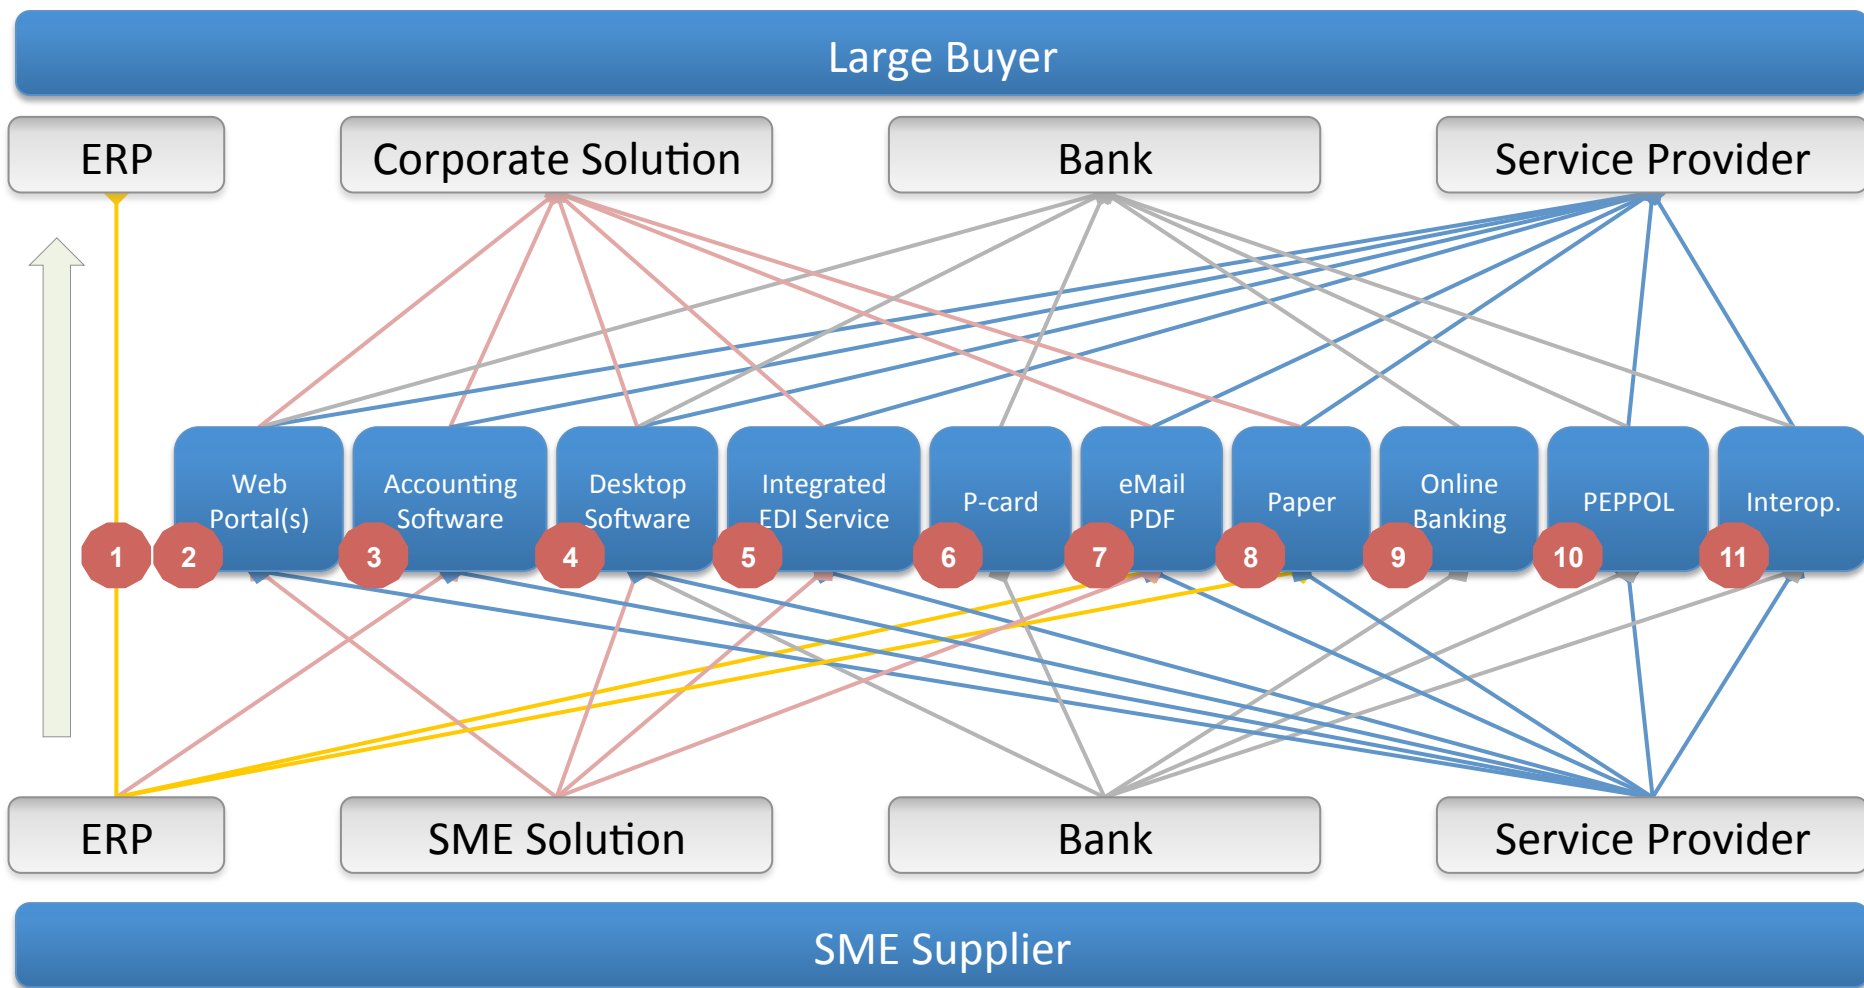 Large Buyer
ERP
Corporate Solution
Bank
Service Provider
Web
Portal(s)
Accounting
Software
Desktop
Software
Integrated
EDI Service
P-card
eMail
PDF
Paper
Online
Banking
PEPPOL
Interop.
1
2
3
4
5
6
7
8
9
10
11
ERP
SME Solution
Bank
Service Provider
SME Supplier